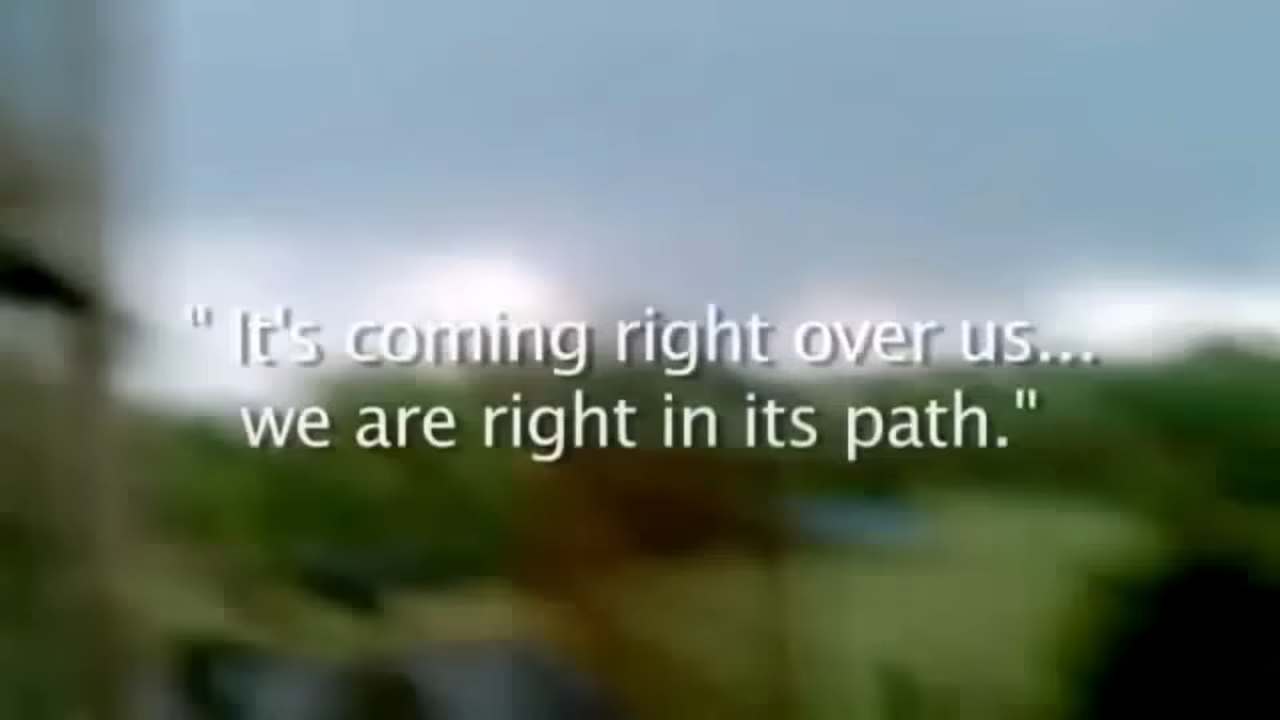 " It's coming right over us...
we are right in its path."